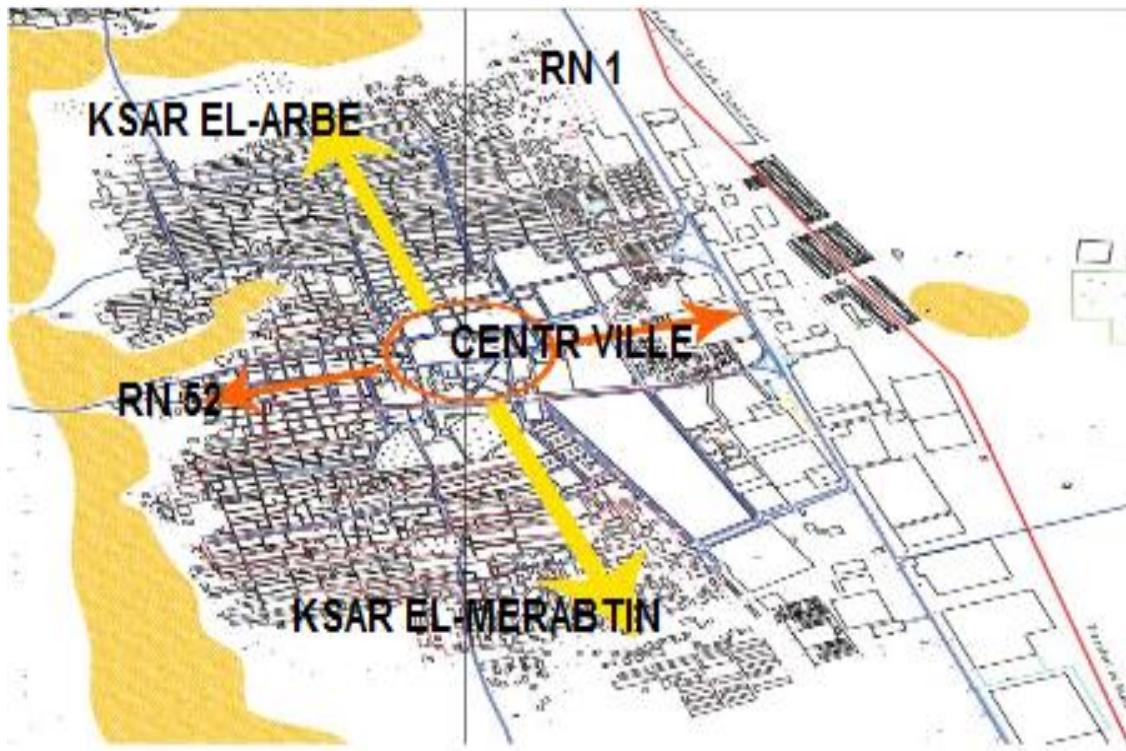 RN 1
KSAR EL-ARBE
CENTR VILLE
RN 52
KSAR EL-MERABTIN